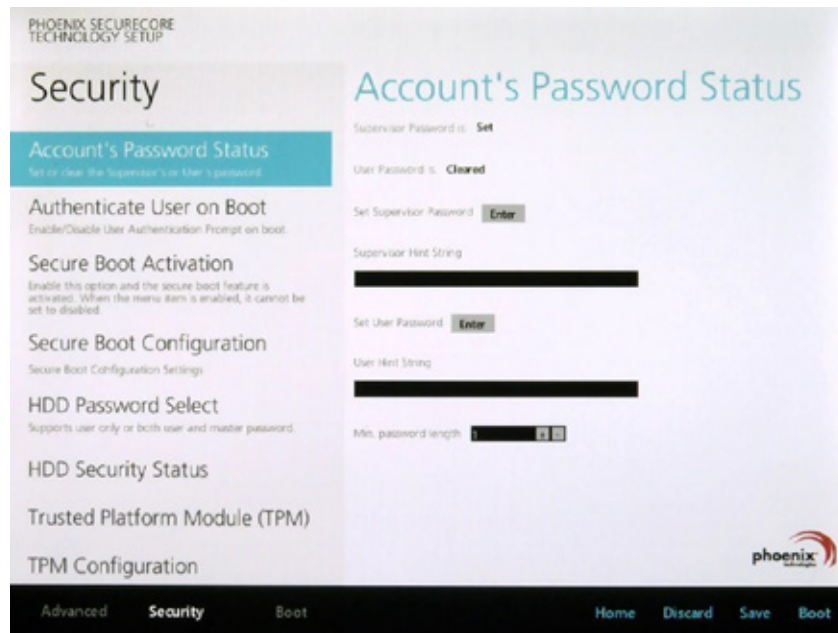 PHOENIX SECURECORE
TECHNOLOGY SETUP
Security
Account's Password Status
Set or clear the Supervisor's or User's password
Authenticate User on Boot
Enable/Disable User Authentication Prompt on boot.
Secure Boot Activation
Enable this option and the secure boot feature is
activated. When the menu item is enabled, it cannot be
set to disabled.
Secure Boot Configuration
Secure Boot Configuration Settings
HDD Password Select
Supports user only or both user and master password.
HDD Security Status
Trusted Platform Module (TPM)
TPM Configuration
Account's Password Status
Supervisor Password is: Set
User Password is: Cleared
Set Supervisor Password Enter
Supervisor Hint String
Set User Password Enter
User Hint String
Min. password length 1 + -
phoenix
technologies
Advanced Security Boot Home Discard Save Boot